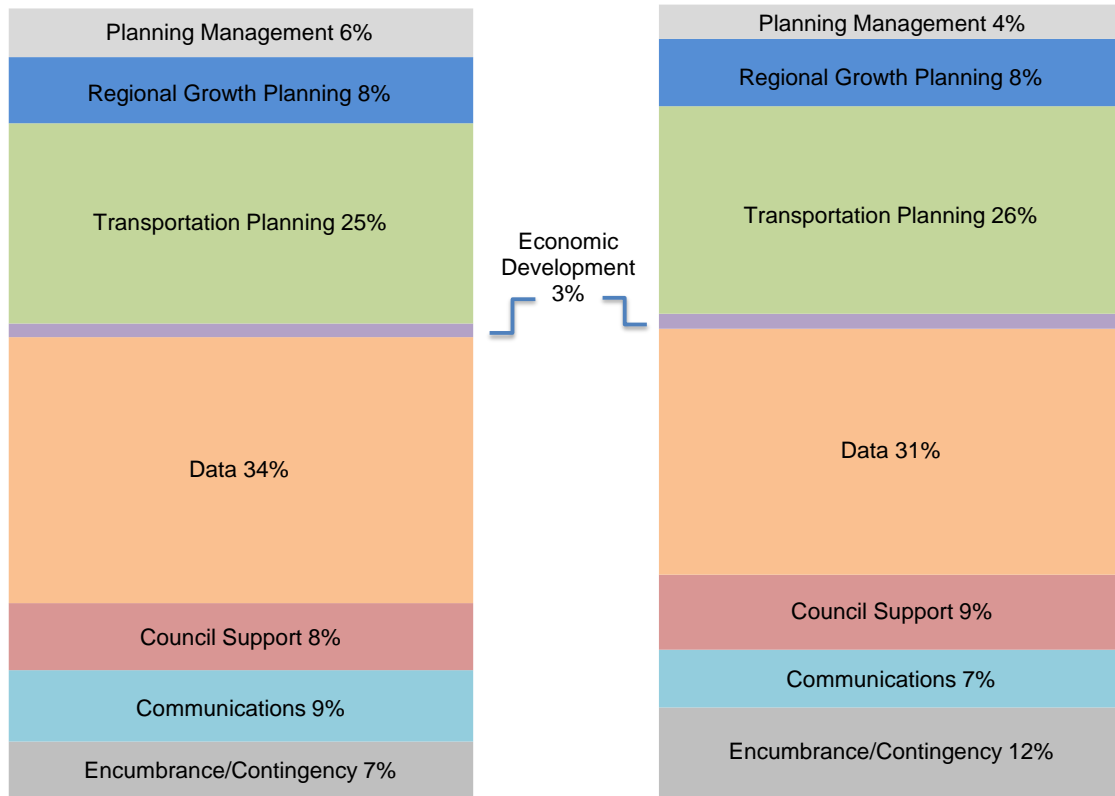 Planning Management 6%
Regional Growth Planning 8%
Transportation Planning 25%
Data 34%
Council Support 8%
Communications 9%
Encumbrance/Contingency 7%
Economic
Development
3%
Planning Management 4%
Regional Growth Planning 8%
Transportation Planning 26%
Data 31%
Council Support 9%
Communications 7%
Encumbrance/Contingency 12%